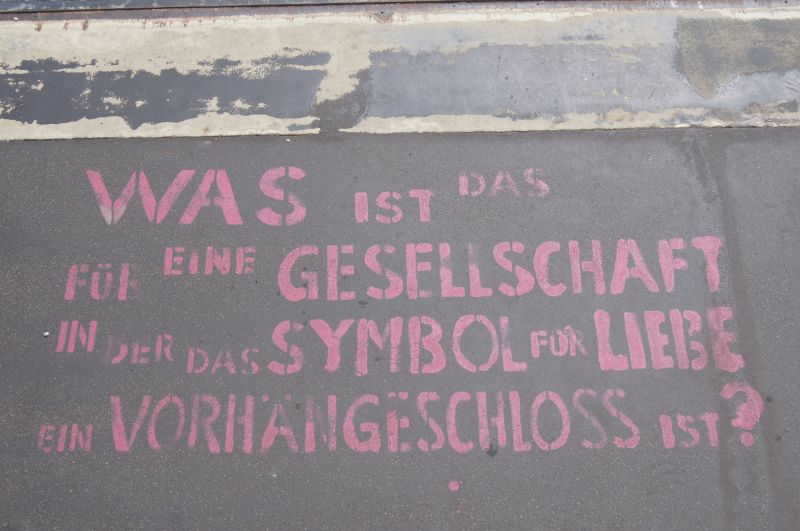 WAS IST DAS
FÜR EINE GESELLSCHAFT
IN DER DAS SYMBOL FÜR LIEBE
EIN VORHÄNGESCHLOSS IST?